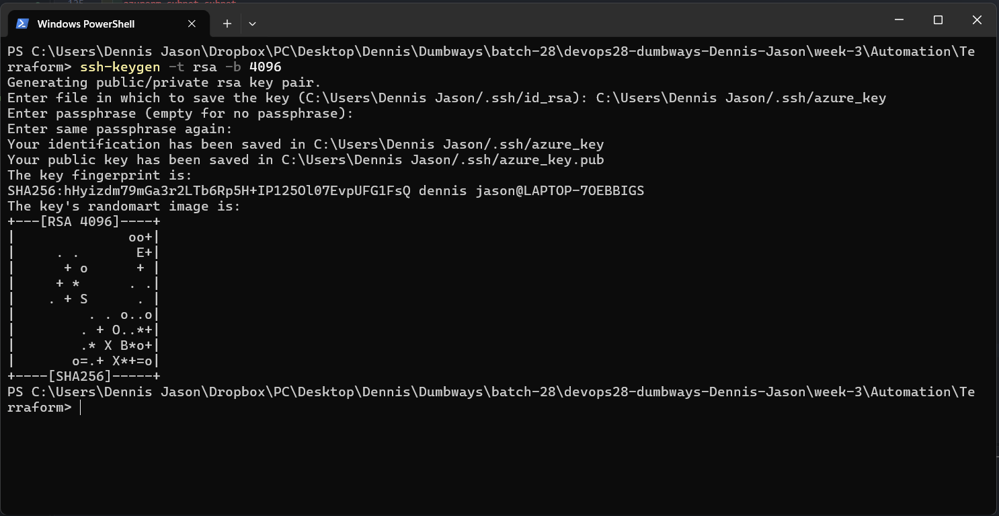 Windows PowerShell
PS C:\Users\Dennis Jason\Dropbox\PC\Desktop\Dennis\Dumbways\batch-28\devops28-dumbways-Dennis-Jason\week-3\Automation\Te
rraform> ssh-keygen -t rsa -b 4096
Generating public/private rsa key pair.
Enter file in which to save the key (C:\Users\Dennis Jason/.ssh/id_rsa): C:\Users\Dennis Jason/.ssh/azure_key
Enter passphrase (empty for no passphrase):
Enter same passphrase again:
Your identification has been saved in C:\Users\Dennis Jason/.ssh/azure_key
Your public key has been saved in C:\Users\Dennis Jason/.ssh/azure_key.pub
The key fingerprint is:
SHA256:hHyizdm79mGa3r2LTb6Rp5H+IP125Ol07EvpUFG1FsQ dennis jason@LAPTOP-7OEBBIGS
The key's randomart image is:
+---[RSA 4096]----+
|              oo+|
|     . .       E+|
|      + o      + |
|     + *      . .|
|    . + S      . |
|         . . o..o|
|        . + O..*+|
|        .* X B*o+|
|       o=.+ X*+=o|
+----[SHA256]-----+
PS C:\Users\Dennis Jason\Dropbox\PC\Desktop\Dennis\Dumbways\batch-28\devops28-dumbways-Dennis-Jason\week-3\Automation\Te
rraform>